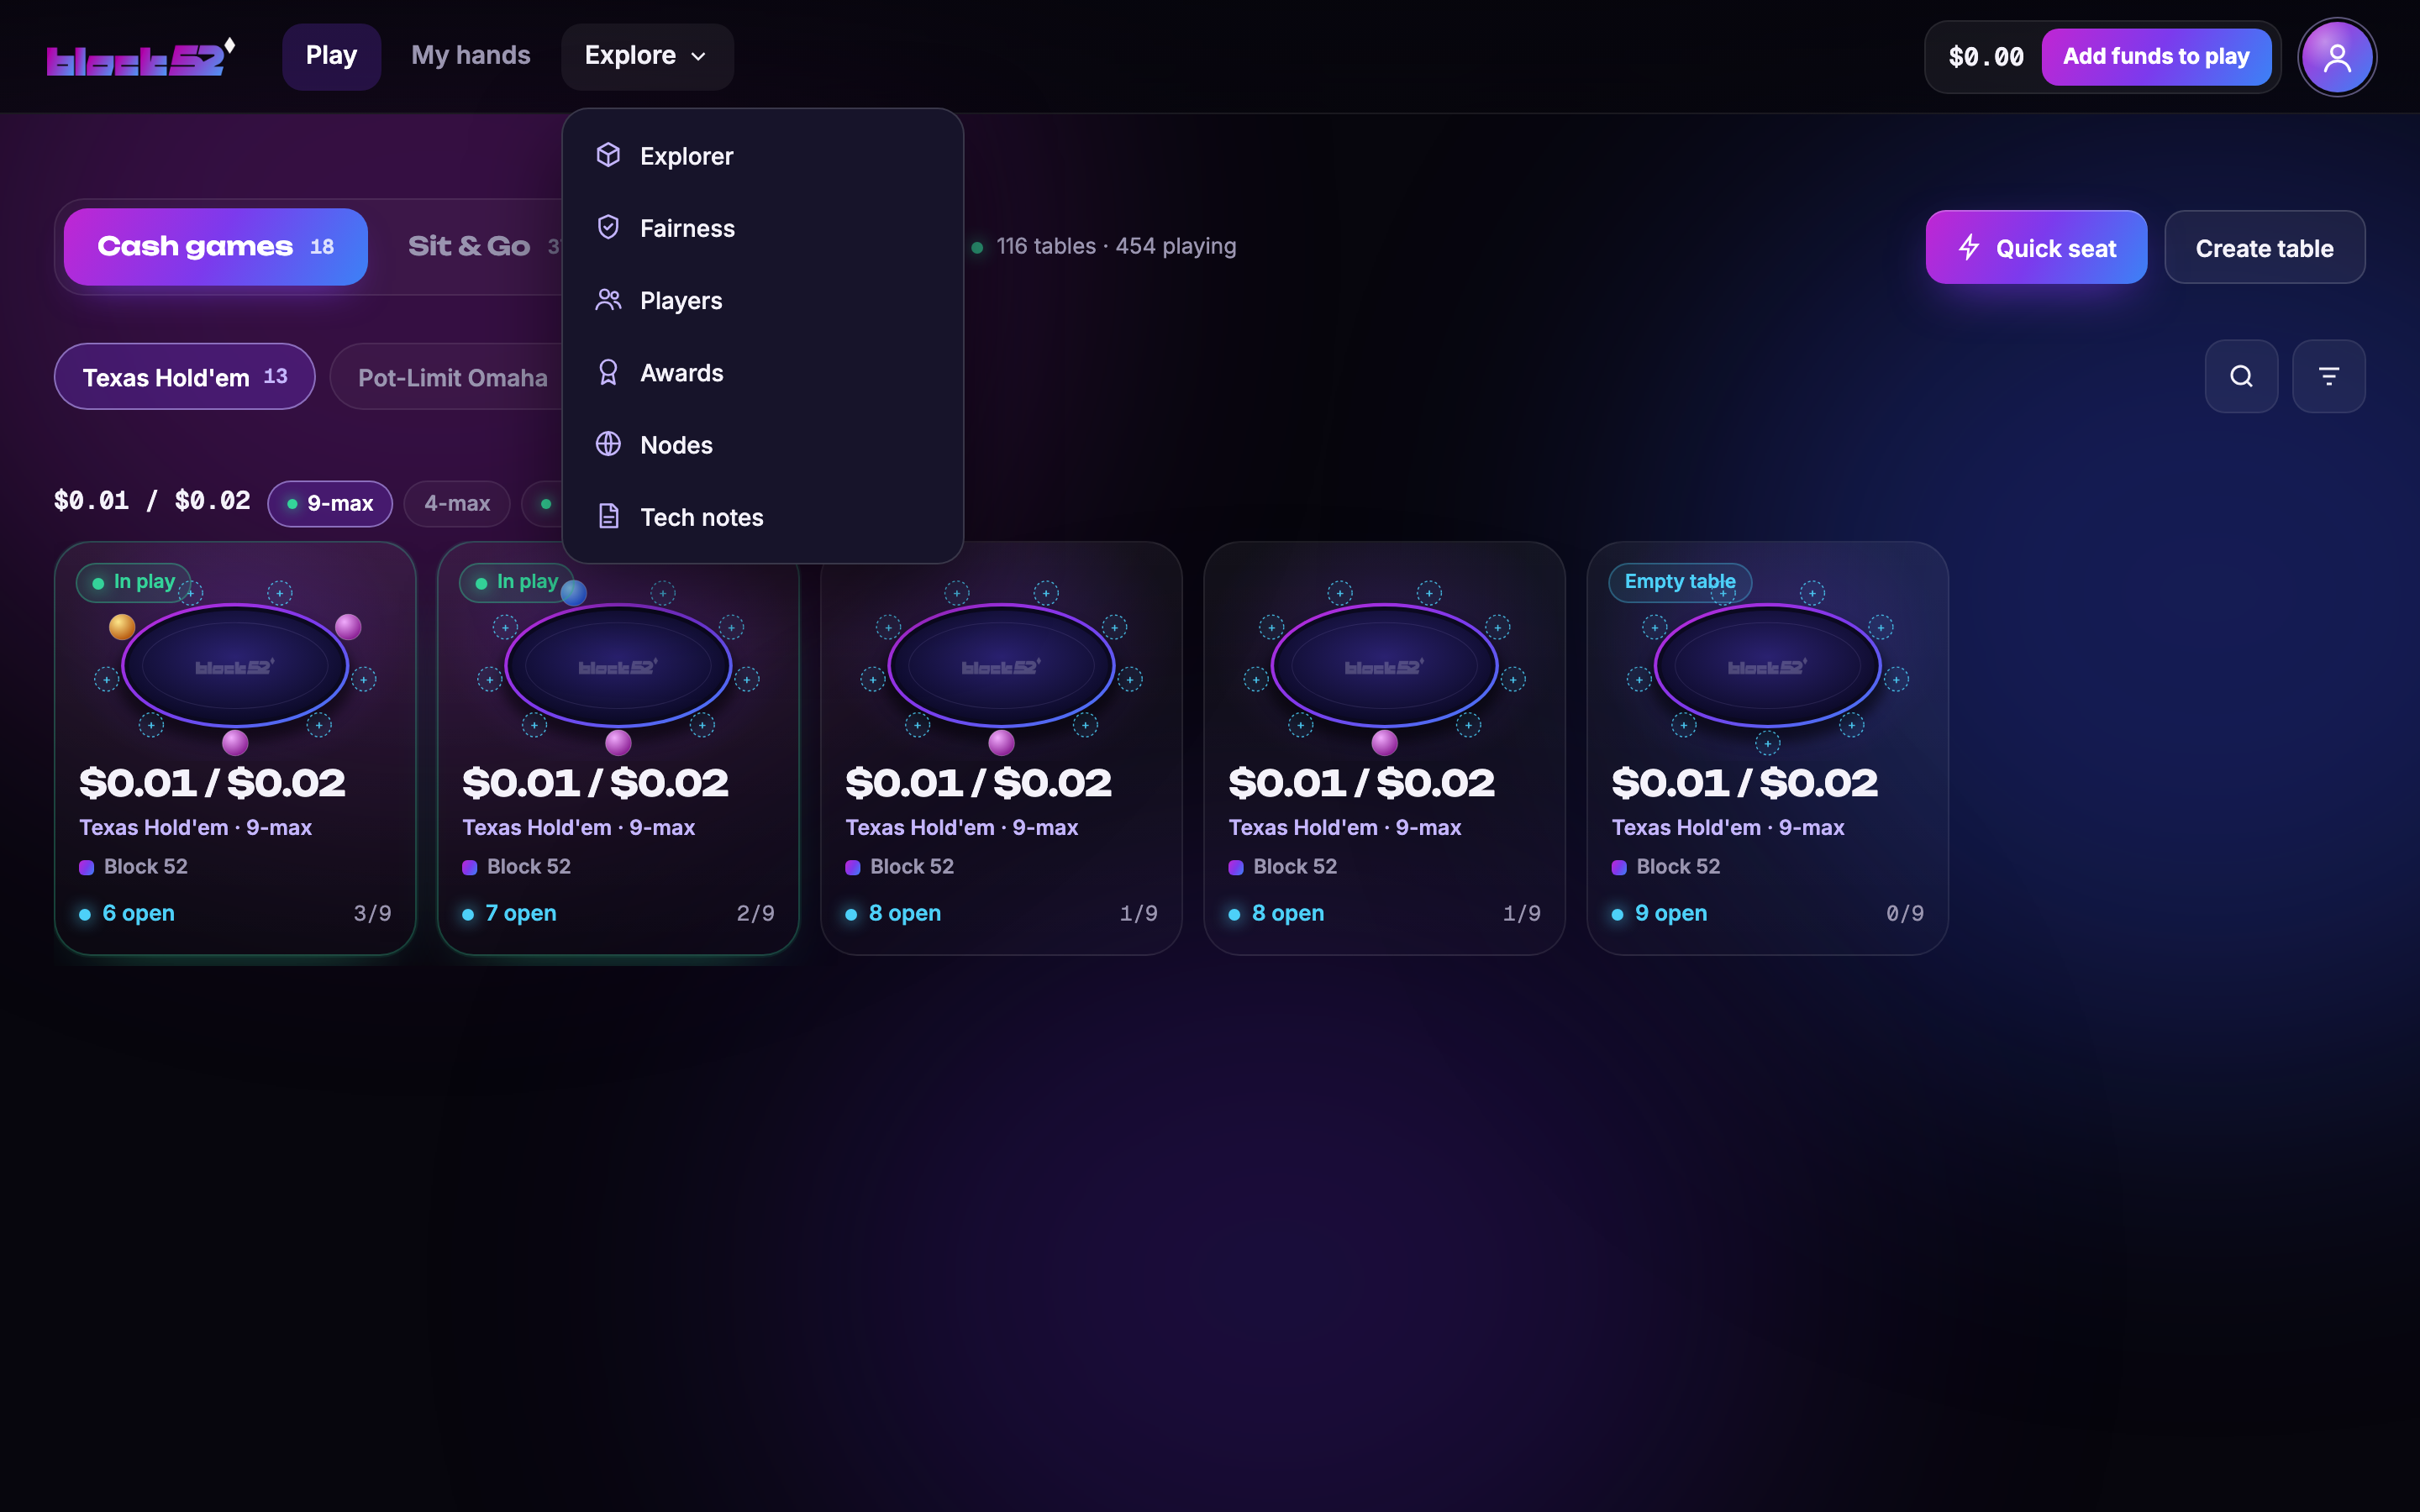 block52
Play
My hands
Explore
$0.00
Add funds to play
Explorer
Fairness
Players
Awards
Nodes
Tech notes
Cash games 18
Sit & Go
116 tables · 454 playing
Quick seat
Create table
Texas Hold'em 13
Pot-Limit Omaha
$0.01 / $0.02
9-max
4-max
In play
block52
$0.01 / $0.02
Texas Hold'em · 9-max
Block 52
6 open
3/9
In play
block52
$0.01 / $0.02
Texas Hold'em · 9-max
Block 52
7 open
2/9
block52
$0.01 / $0.02
Texas Hold'em · 9-max
Block 52
8 open
1/9
block52
$0.01 / $0.02
Texas Hold'em · 9-max
Block 52
8 open
1/9
Empty table
block52
$0.01 / $0.02
Texas Hold'em · 9-max
Block 52
9 open
0/9